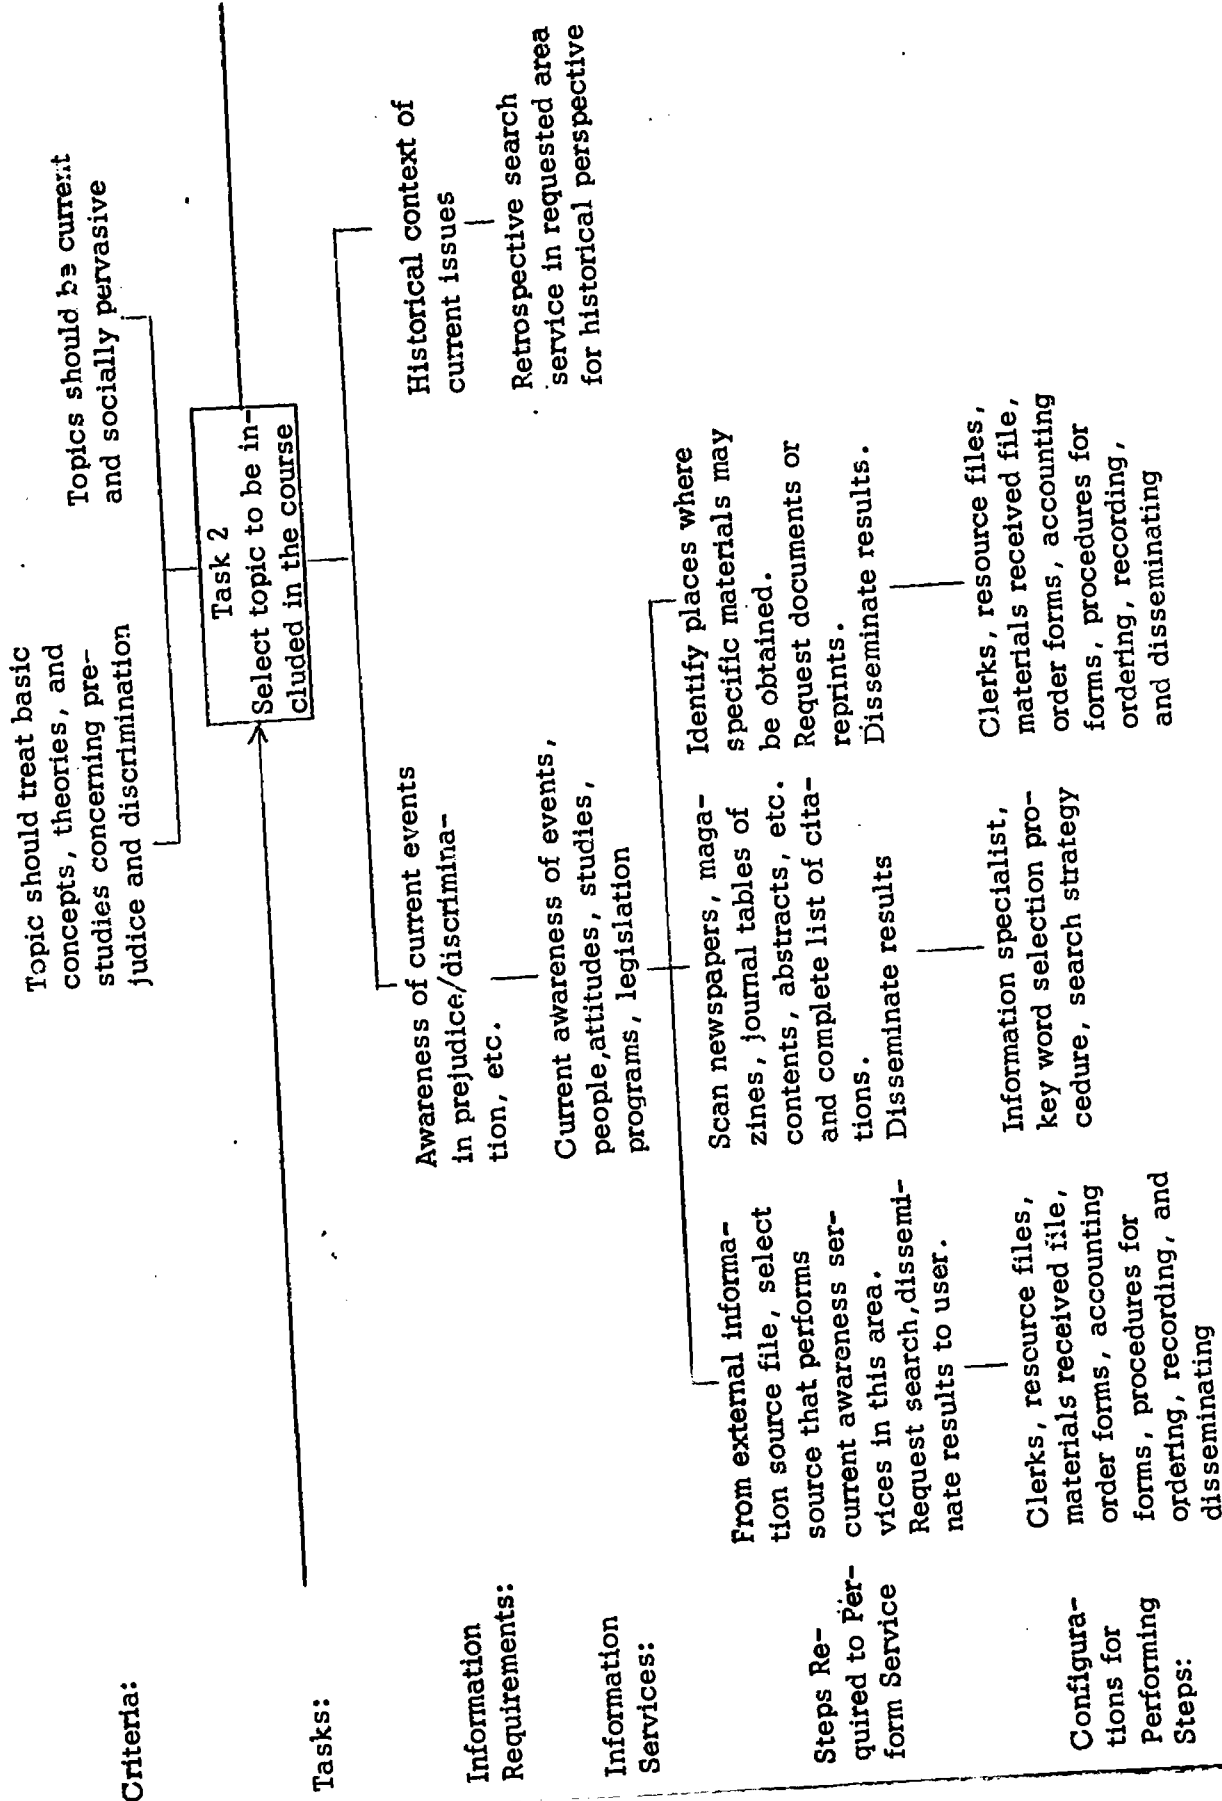 Criteria:
Topic should treat basic
concepts, theories, and
studies concerning pre-
judice and discrimination
Topics should be current
and socially pervasive
Tasks:
Task 2
Select topic to be in-
cluded in the course
Information
Requirements:
Awareness of current events
in prejudice/discrimina-
tion, etc.
Historical context of
current issues
Information
Services:
Current awareness of events,
people, attitudes, studies,
programs, legislation
Retrospective search
service in requested area
for historical perspective
Steps Re-
quired to Per-
form Service
From external informa-
tion source file, select
source that performs
current awareness ser-
vices in this area.
Request search, dissemi-
nate results to user.
Scan newspapers, maga-
zines, journal tables of
contents, abstracts, etc.
and complete list of cita-
tions.
Disseminate results
Identify places where
specific materials may
be obtained.
Request documents or
reprints.
Disseminate results.
Configura-
tions for
Performing
Steps:
Clerks, rescurce files,
materials received file,
order forms, accounting
forms, procedures for
ordering, recording, and
disseminating
Information specialist,
key word selection pro-
cedure, search strategy
Clerks, resource files,
materials received file,
order forms, accounting
forms, procedures for
ordering, recording,
and disseminating